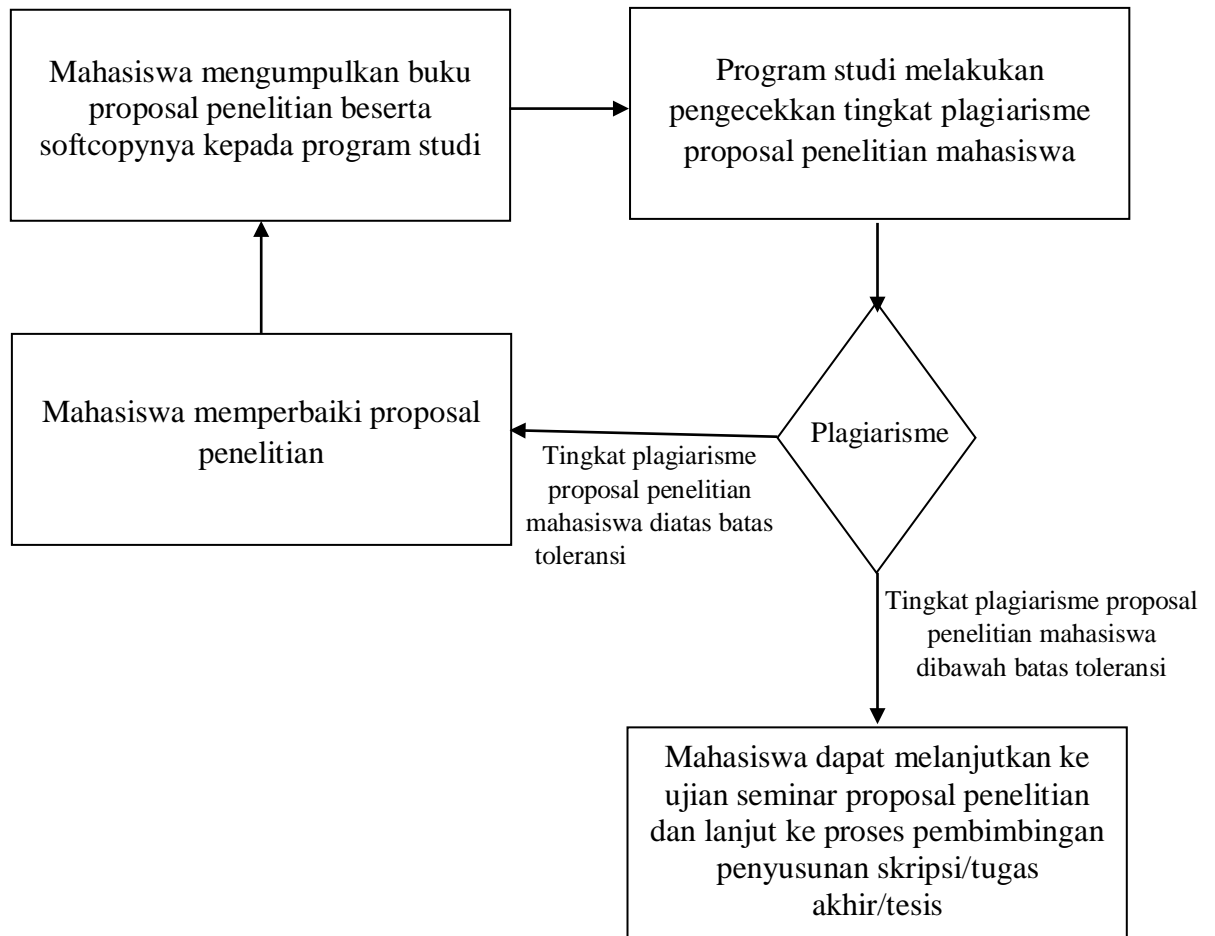 Mahasiswa mengumpulkan buku
proposal penelitian beserta
softcopynya kepada program studi
Program studi melakukan
pengecekkan tingkat plagiarisme
proposal penelitian mahasiswa
Mahasiswa memperbaiki proposal
penelitian
Plagiarisme
Tingkat plagiarisme
proposal penelitian
mahasiswa diatas batas
toleransi
Tingkat plagiarisme proposal
penelitian mahasiswa
dibawah batas toleransi
Mahasiswa dapat melanjutkan ke
ujian seminar proposal penelitian
dan lanjut ke proses pembimbingan
penyusunan skripsi/tugas
akhir/tesis